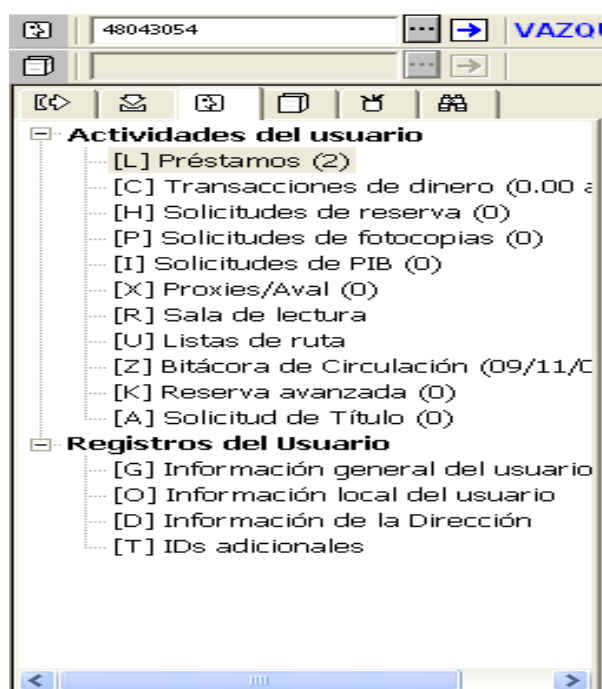 48043054
VAZQU
Actividades del usuario
[L] Préstamos (2)
[C] Transacciones de dinero (0.00 a
[H] Solicitudes de reserva (0)
[P] Solicitudes de fotocopias (0)
[I] Solicitudes de PIB (0)
[X] Proxies/Aval (0)
[R] Sala de lectura
[U] Listas de ruta
[Z] Bitácora de Circulación (09/11/0
[K] Reserva avanzada (0)
[A] Solicitud de Título (0)
Registros del Usuario
[G] Información general del usuario
[O] Información local del usuario
[D] Información de la Dirección
[T] IDs adicionales